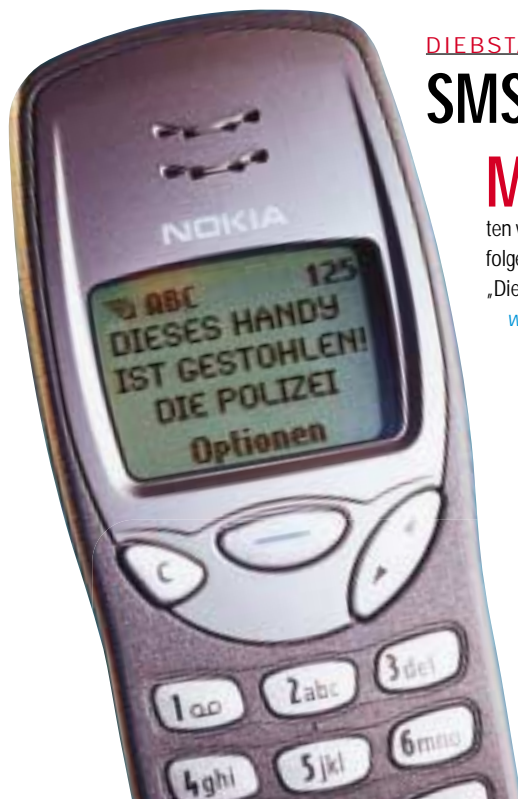 DIEBST
SMS
M
ten
folge
„Die
NOKIA
ABC 125
DIESES HANDY
IST GESTOHLEN!
DIE POLIZEI
Optionen
C
1 2abc 3def
4ghi 5jkl 6mno